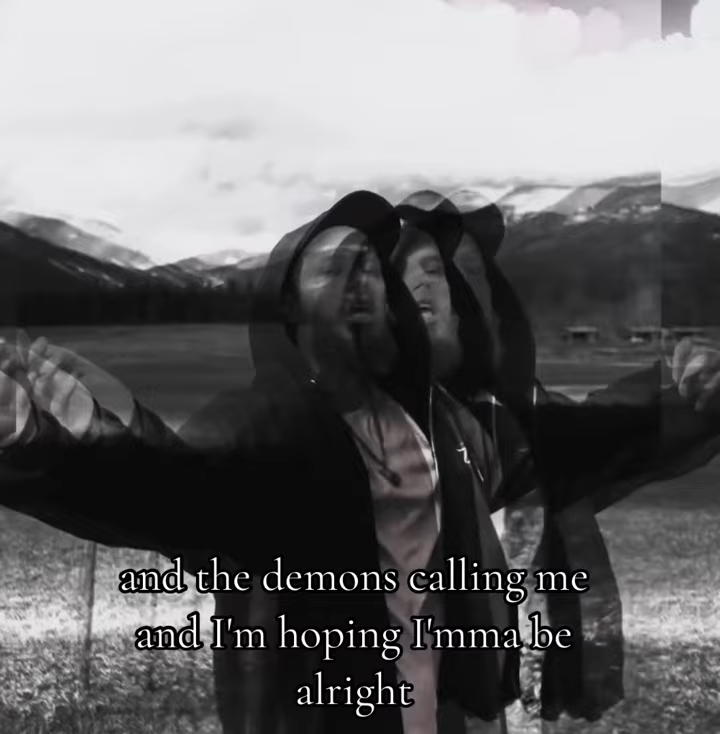 and the demons calling me
and I'm hoping I'mma be
alright